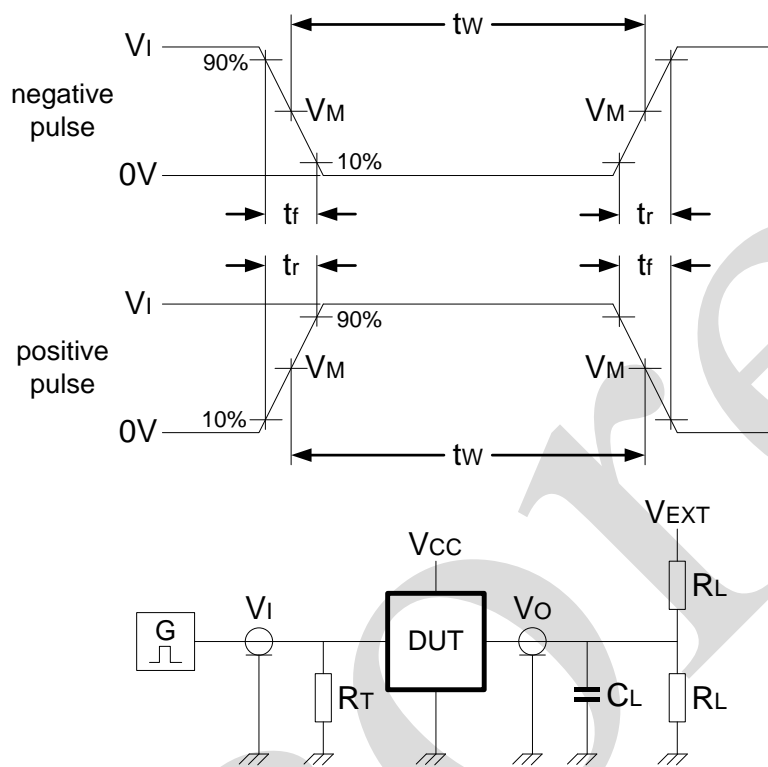 tW
VI
90%
negative
pulse
VM
VM
10%
0V
tf
tr
tr
tf
VI
90%
positive
pulse
VM
VM
10%
0V
tW
VEXT
VCC
RL
VI
VO
G
DUT
RT
CL
RL